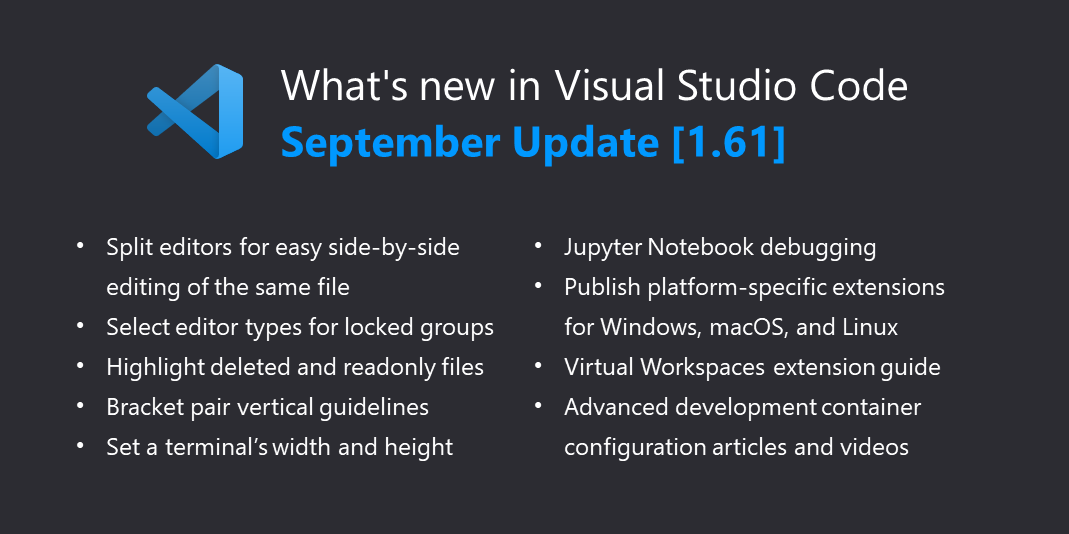 What's new in Visual Studio Code
September Update [1.61]
• Split editors for easy side-by-side
editing of the same file
• Select editor types for locked groups
• Highlight deleted and readonly files
• Bracket pair vertical guidelines
• Set a terminal’s width and height
• Jupyter Notebook debugging
• Publish platform-specific extensions
for Windows, macOS, and Linux
• Virtual Workspaces extension guide
• Advanced development container
configuration articles and videos